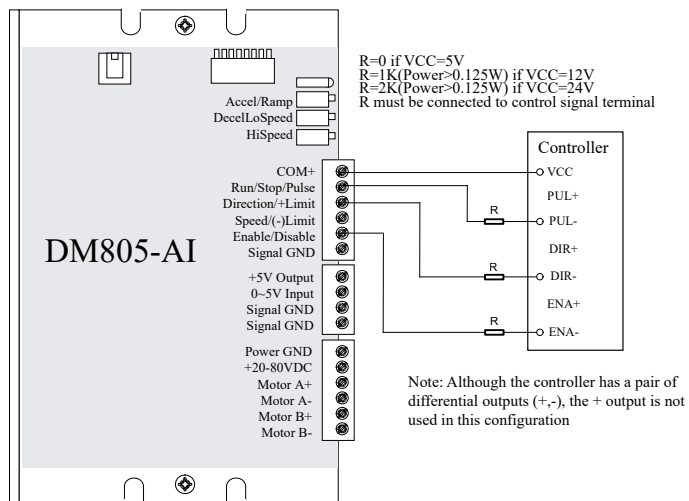 R=0 if VCC=5V
R=1K(Power>0.125W) if VCC=12V
R=2K(Power>0.125W) if VCC=24V
R must be connected to control signal terminal
Accel/Ramp
DecelLoSpeed
HiSpeed
DM805-AI
COM+
Run/Stop/Pulse
Direction/+Limit
Speed/(-)Limit
Enable/Disable
Signal GND
+5V Output
0~5V Input
Signal GND
Signal GND
Power GND
+20-80VDC
Motor A+
Motor A-
Motor B+
Motor B-
R
R
R
Controller
VCC
PUL+
PUL-
DIR+
DIR-
ENA+
ENA-
Note: Although the controller has a pair of
differential outputs (+,-), the + output is not
used in this configuration